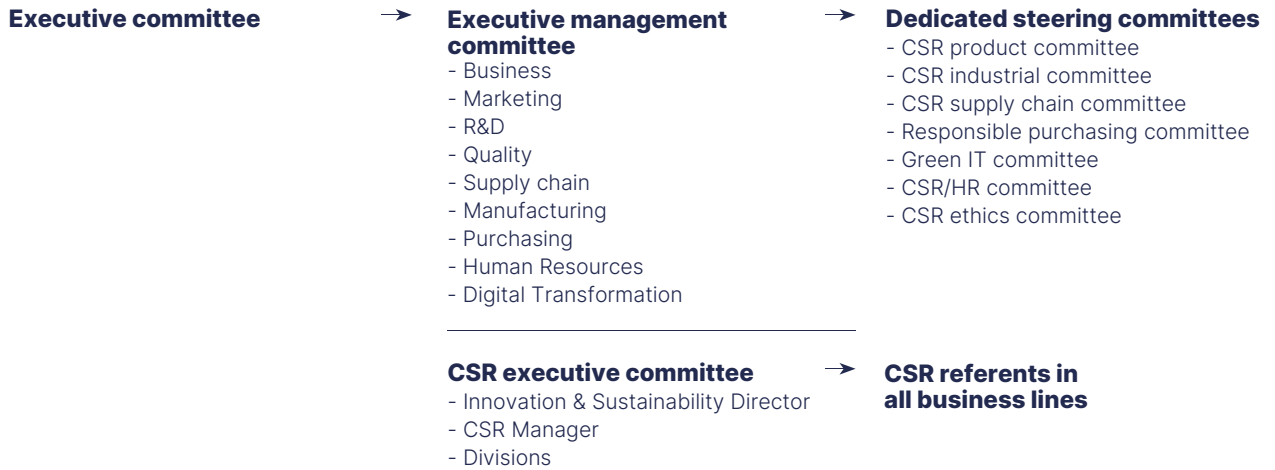 Executive committee
Executive management
committee
- Business
- Marketing
- R&D
- Quality
- Supply chain
- Manufacturing
- Purchasing
- Human Resources
- Digital Transformation
Dedicated steering committees
- CSR product committee
- CSR industrial committee
- CSR supply chain committee
- Responsible purchasing committee
- Green IT committee
- CSR/HR committee
- CSR ethics committee
CSR executive committee
- Innovation & Sustainability Director
- CSR Manager
- Divisions
CSR referents in
all business lines